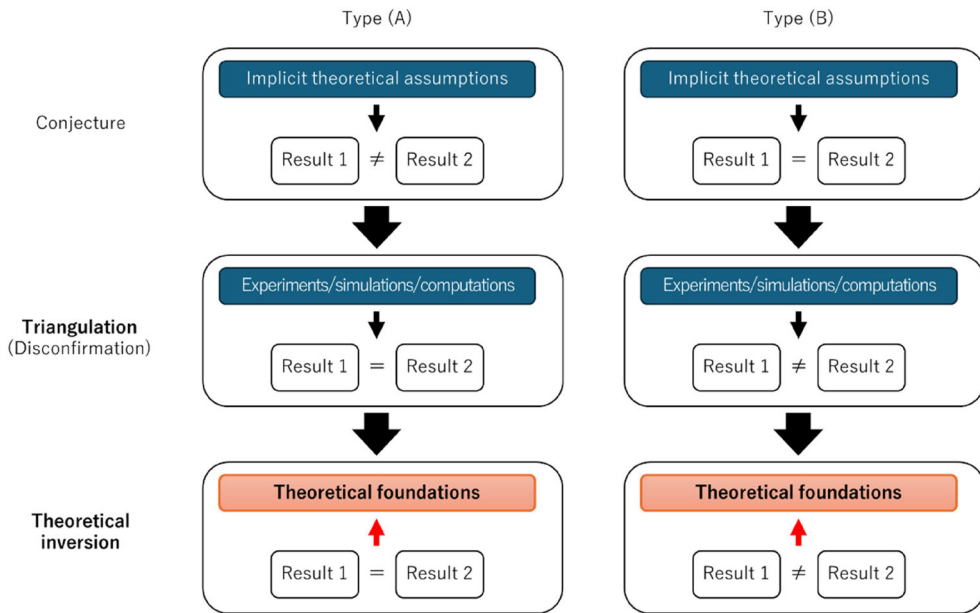 Type (A)
Type (B)
Conjecture
Implicit theoretical assumptions
Result 1 ≠ Result 2
Implicit theoretical assumptions
Result 1 = Result 2
Triangulation
(Disconfirmation)
Experiments/simulations/computations
Result 1 = Result 2
Experiments/simulations/computations
Result 1 ≠ Result 2
Theoretical
inversion
Theoretical foundations
Result 1 = Result 2
Theoretical foundations
Result 1 ≠ Result 2